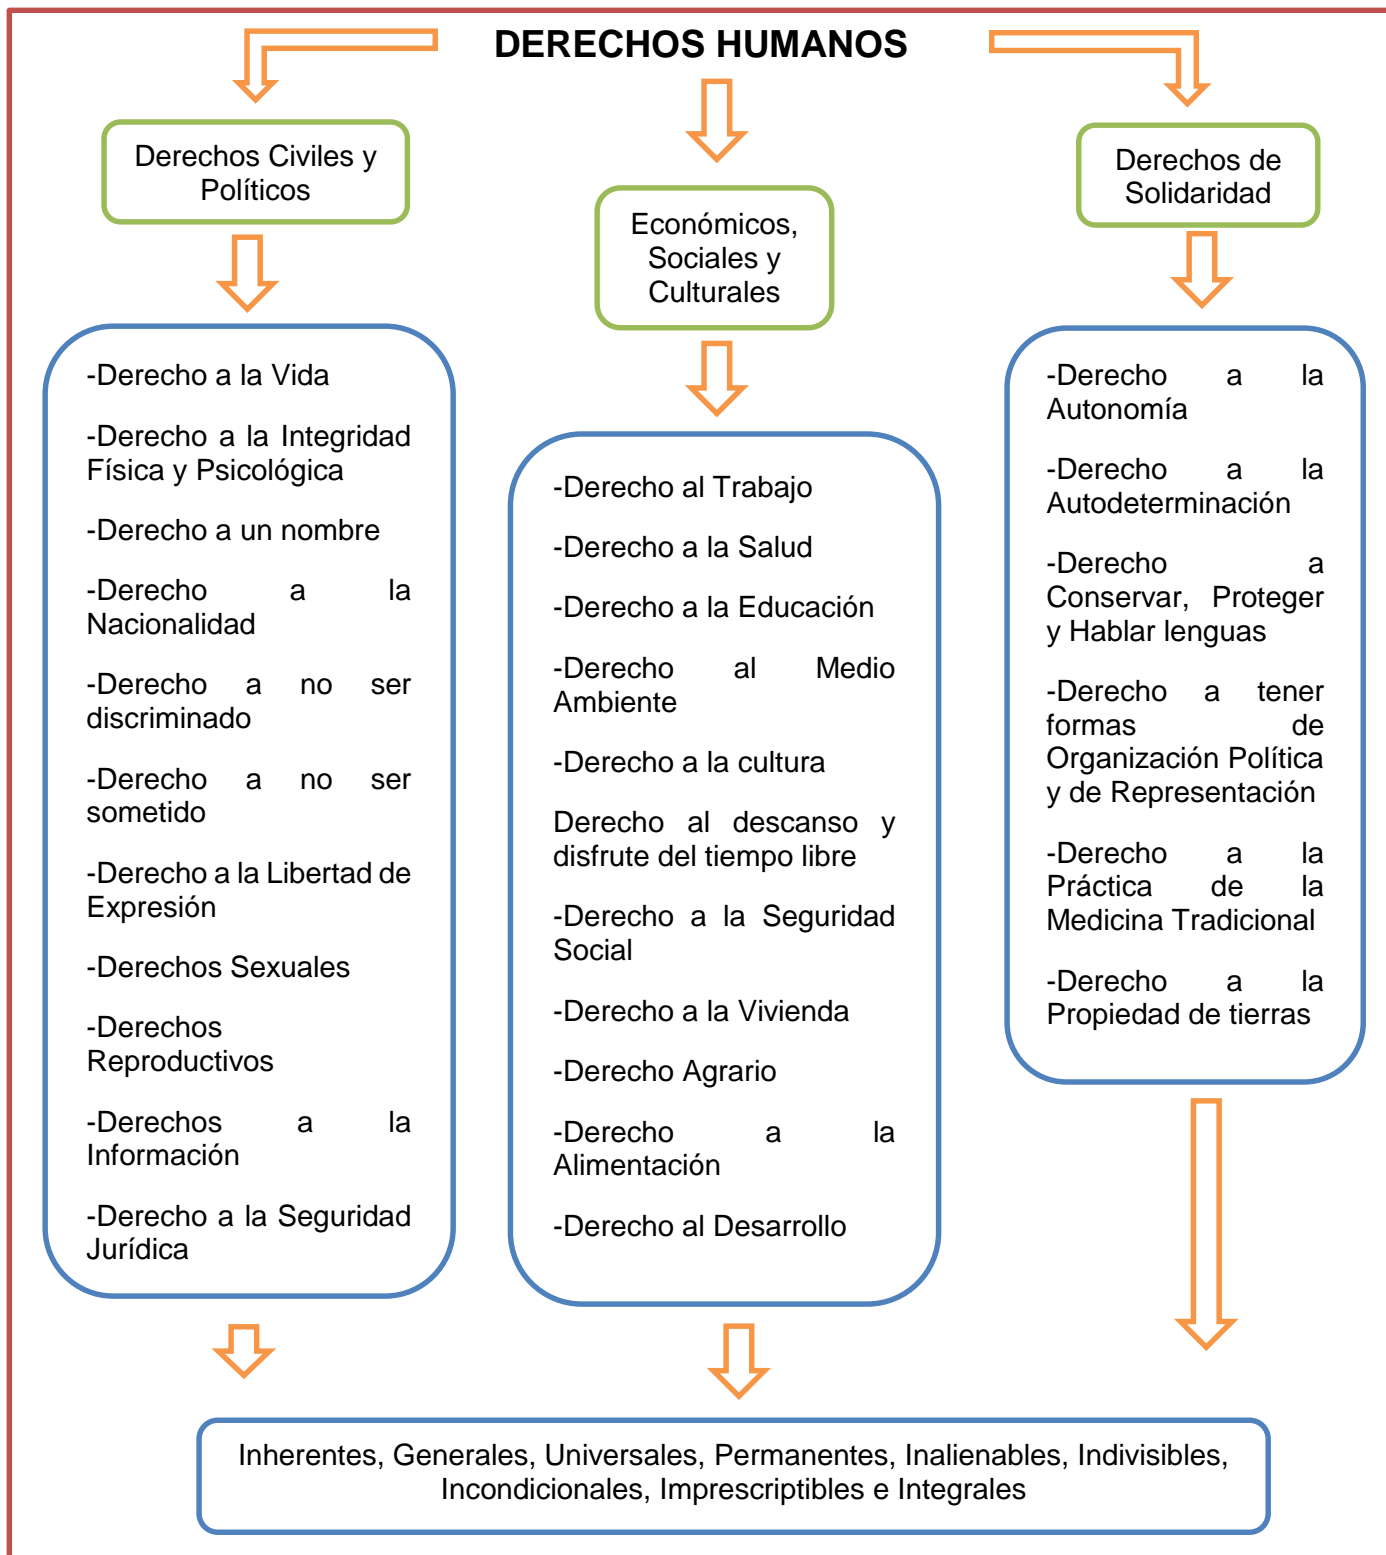 DERECHOS HUMANOS
Derechos Civiles y
Políticos
-Derecho a la Vida
-Derecho a la Integridad
Física y Psicológica
-Derecho a un nombre
-Derecho a la
Nacionalidad
-Derecho a no ser
discriminado
-Derecho a no ser
sometido
-Derecho a la Libertad de
Expresión
-Derechos Sexuales
-Derechos
Reproductivos
-Derechos a la
Información
-Derecho a la Seguridad
Jurídica
Económicos,
Sociales y
Culturales
-Derecho al Trabajo
-Derecho a la Salud
-Derecho a la Educación
-Derecho al Medio
Ambiente
-Derecho a la cultura
Derecho al descanso y
disfrute del tiempo libre
-Derecho a la Seguridad
Social
-Derecho a la Vivienda
-Derecho Agrario
-Derecho a la
Alimentación
-Derecho al Desarrollo
Derechos de
Solidaridad
-Derecho a la
Autonomía
-Derecho a la
Autodeterminación
-Derecho a
Conservar, Proteger
y Hablar lenguas
-Derecho a tener
formas de
Organización Política
y de Representación
-Derecho a la
Práctica de la
Medicina Tradicional
-Derecho a la
Propiedad de tierras
Inherentes, Generales, Universales, Permanentes, Inalienables, Indivisibles,
Incondicionales, Imprescriptibles e Integrales